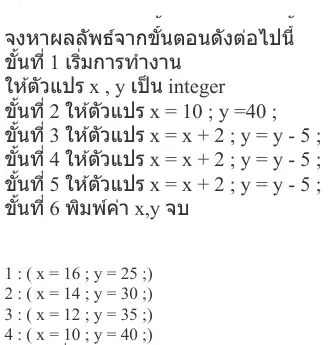 จงหาผลลัพธ์จากขั้นตอนดังต่อไปนี้
ขั้นที่ 1 เริ่มการทำงาน
ให้ตัวแปร x , y เป็น integer
ขั้นที่ 2 ให้ตัวแปร x = 10 ; y =40 ;
ขั้นที่ 3 ให้ตัวแปร x = x + 2 ; y = y - 5 ;
ขั้นที่ 4 ให้ตัวแปร x = x + 2 ; y = y - 5 ;
ขั้นที่ 5 ให้ตัวแปร x = x + 2 ; y = y - 5 ;
ขั้นที่ 6 พิมพ์ค่า x,y จบ
1 : ( x = 16 ; y = 25 ;)
2 : ( x = 14 ; y = 30 ;)
3 : ( x = 12 ; y = 35 ;)
4 : ( x = 10 ; y = 40 ;)